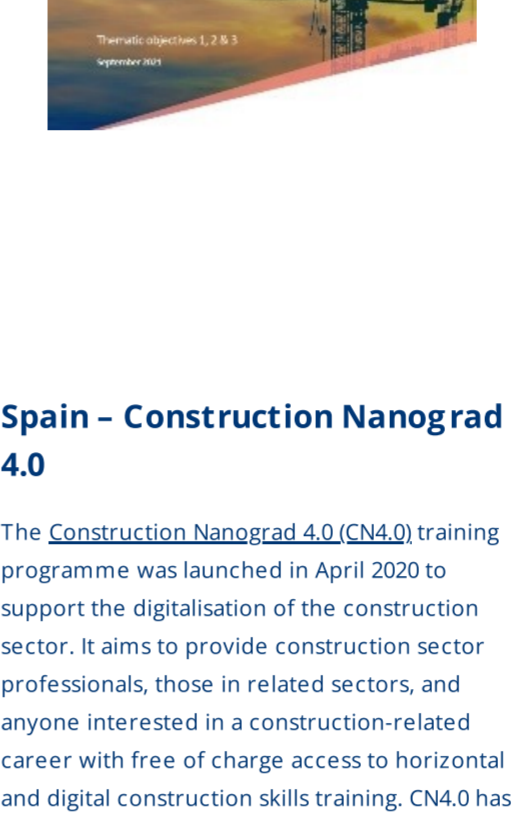 Thematic objectives 1, 2 & 3
September 2021
Spain – Construction Nanograd
4.0
The Construction Nanograd 4.0 (CN4.0) training
programme was launched in April 2020 to
support the digitalisation of the construction
sector. It aims to provide construction sector
professionals, those in related sectors, and
anyone interested in a construction-related
career with free of charge access to horizontal
and digital construction skills training. CN4.0 has